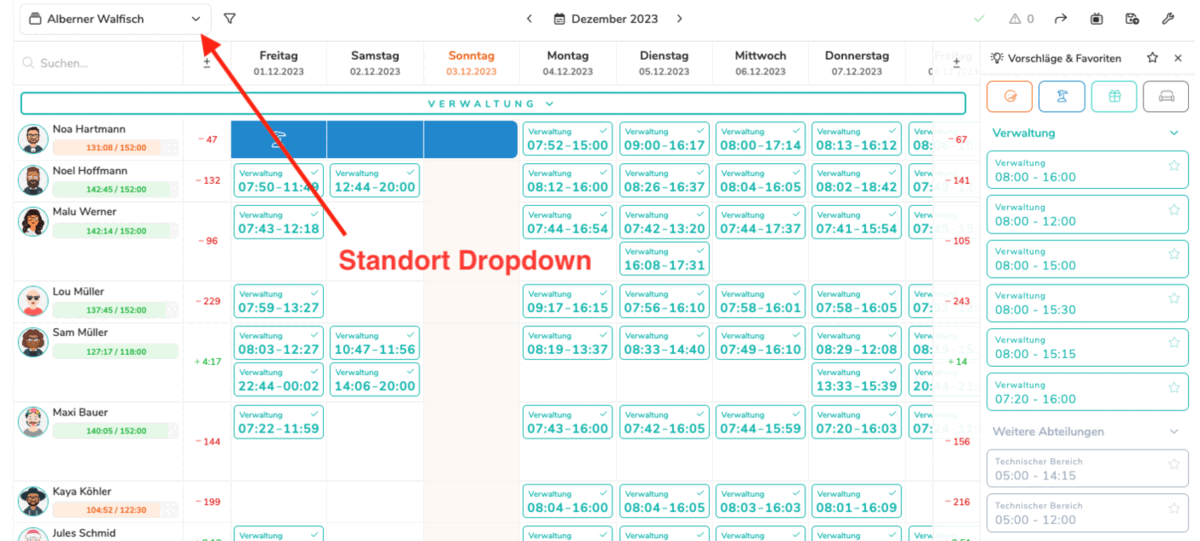 Alberner Walfisch
Dezember 2023
0
Suchen...
±
Freitag
01.12.2023
Samstag
02.12.2023
Sonntag
03.12.2023
Montag
04.12.2023
Dienstag
05.12.2023
Mittwoch
06.12.2023
Donnerstag
07.12.2023
Freitag
±
Vorschläge & Favoriten
VERWALTUNG
Noa Hartmann
131:08 / 152:00
− 47
Verwaltung
07:52 - 15:00
Verwaltung
09:00 - 16:17
Verwaltung
08:00 - 17:14
Verwaltung
08:13 - 16:12
− 67
Noel Hoffmann
142:45 / 152:00
− 132
Verwaltung
07:50 - 11:49
Verwaltung
12:44 - 20:00
Verwaltung
08:12 - 16:00
Verwaltung
08:26 - 16:37
Verwaltung
08:04 - 16:05
Verwaltung
08:02 - 18:42
− 141
Malu Werner
142:14 / 152:00
− 96
Verwaltung
07:43 - 12:18
Verwaltung
07:44 - 16:54
Verwaltung
07:42 - 13:20
Verwaltung
16:08 - 17:31
Verwaltung
07:44 - 17:37
Verwaltung
07:41 - 15:54
− 105
Standort Dropdown
Lou Müller
137:45 / 152:00
− 229
Verwaltung
07:59 - 13:27
Verwaltung
09:17 - 16:15
Verwaltung
07:56 - 16:10
Verwaltung
07:58 - 16:01
Verwaltung
07:58 - 16:05
− 243
Sam Müller
127:17 / 118:00
+ 4:17
Verwaltung
08:03 - 12:27
Verwaltung
22:44 - 00:02
Verwaltung
10:47 - 11:56
Verwaltung
14:06 - 20:00
Verwaltung
08:19 - 13:37
Verwaltung
08:33 - 14:40
Verwaltung
07:49 - 16:10
Verwaltung
08:29 - 12:08
Verwaltung
13:33 - 15:39
+ 14
Maxi Bauer
140:05 / 152:00
− 144
Verwaltung
07:22 - 11:59
Verwaltung
07:43 - 16:00
Verwaltung
07:42 - 16:05
Verwaltung
07:44 - 15:59
Verwaltung
07:20 - 16:03
− 156
Kaya Köhler
104:52 / 122:30
− 199
Verwaltung
08:04 - 16:00
Verwaltung
08:04 - 16:05
Verwaltung
08:03 - 16:03
Verwaltung
08:01 - 16:09
− 216
Jules Schmid
Verwaltung
Verwaltung
Verwaltung
Verwaltung
Verwaltung
Verwaltung
Verwaltung
08:00 - 16:00
Verwaltung
08:00 - 12:00
Verwaltung
08:00 - 15:00
Verwaltung
08:00 - 15:30
Verwaltung
08:00 - 15:15
Verwaltung
07:20 - 16:00
Weitere Abteilungen
Technischer Bereich
05:00 - 14:15
Technischer Bereich
05:00 - 12:00